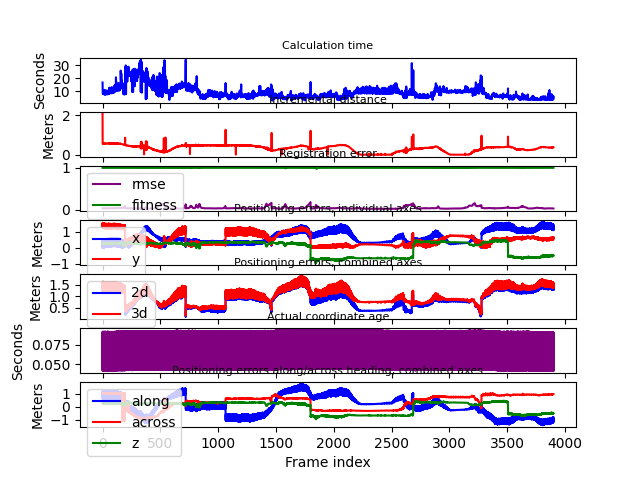 Calculation time
30
20
10
Seconds
Incremental distance
2
0
Meters
Registration error
1
0
rmse
fitness
Positioning errors, individual axes
1
0
−1
Meters
x
y
Positioning errors, combined axes
1.5
1.0
0.5
Meters
2d
3d
Actual coordinate age
0.075
0.050
Seconds
Positioning errors along/across heading, combined axes
1
0
−1
Meters
along
across
z
0 500 1000 1500 2000 2500 3000 3500 4000
Frame index